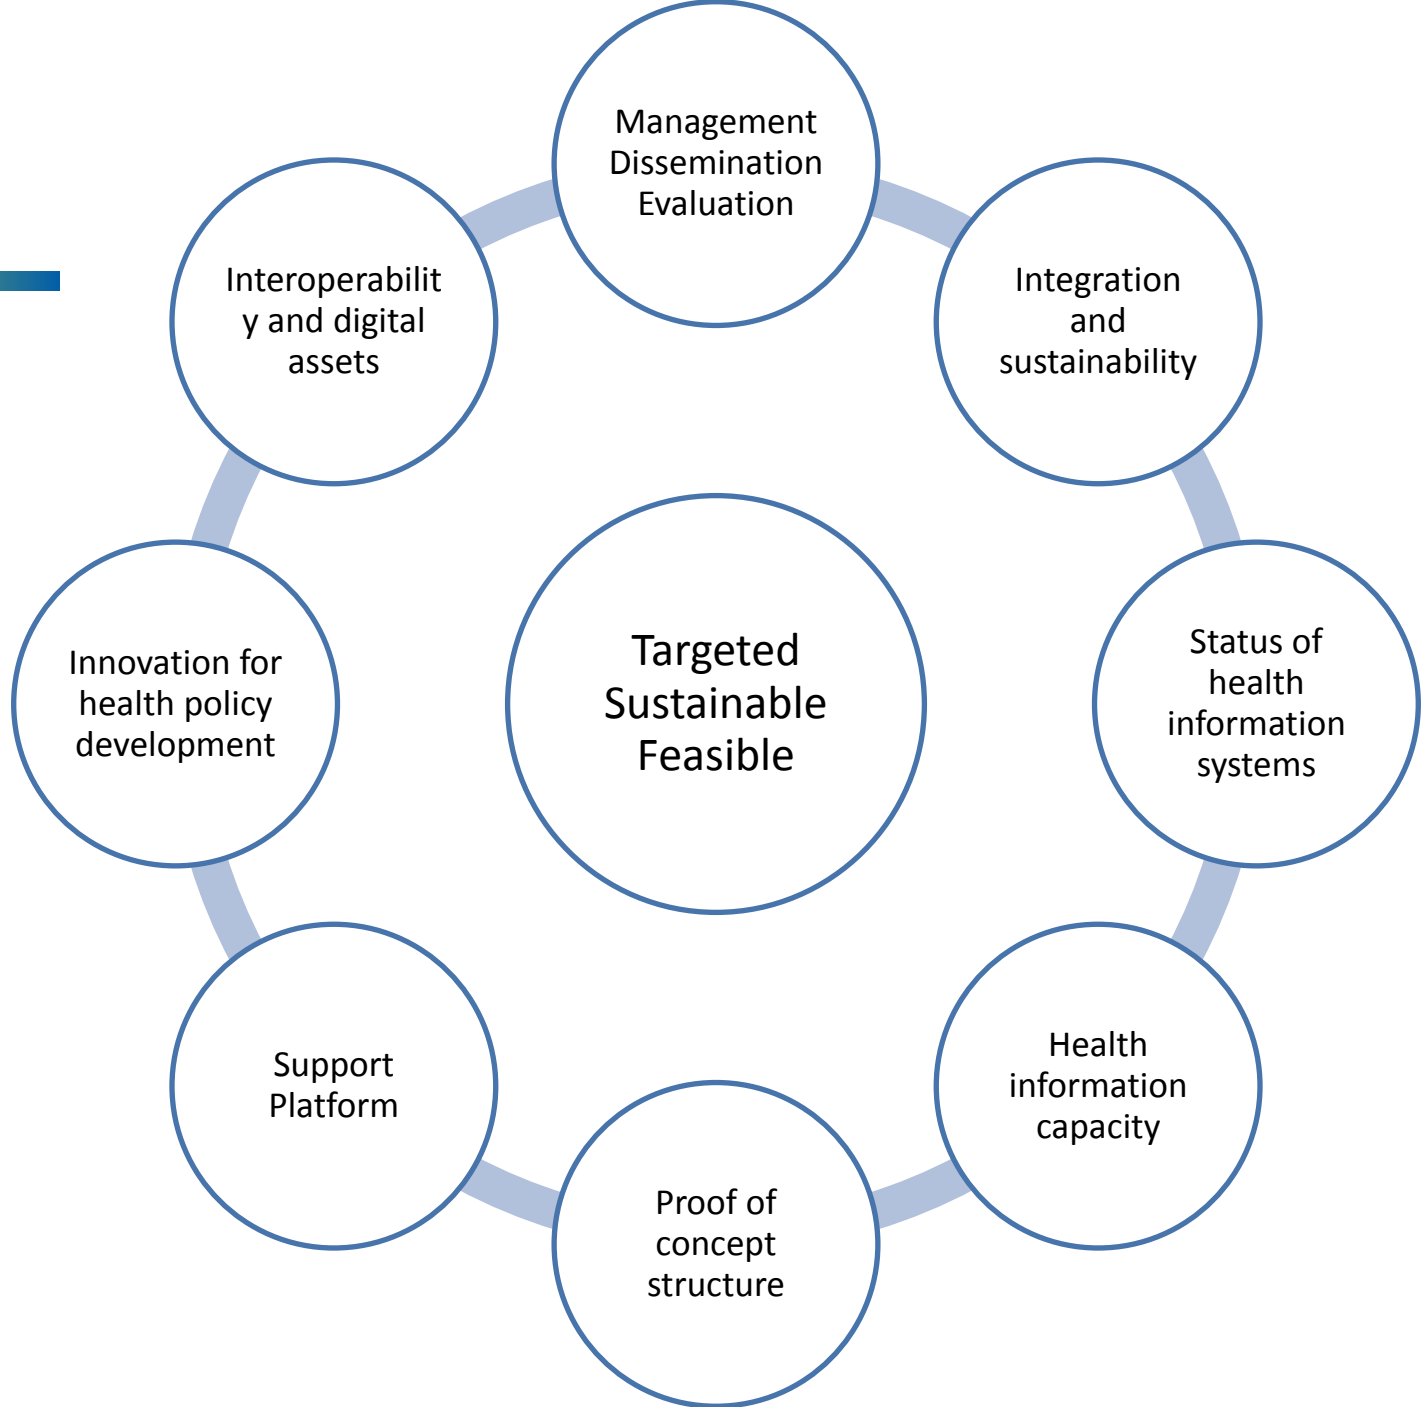 Management
Dissemination
Evaluation
Integration
and
sustainability
Status of
health
information
systems
Health
information
capacity
Proof of
concept
structure
Support
Platform
Innovation for
health policy
development
Interoperabilit
y and digital
assets
Targeted
Sustainable
Feasible